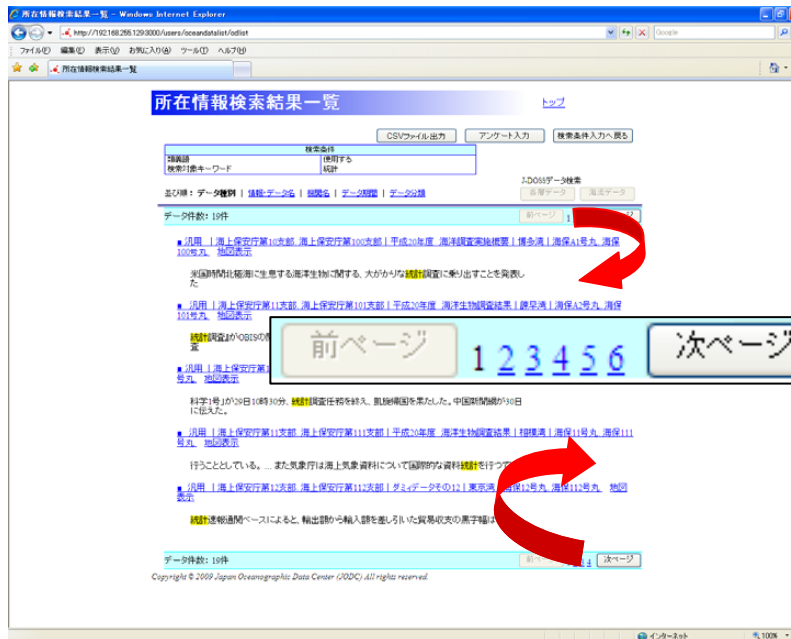 所在情報検索結果一覧 - Windows Internet Explorer
http://192.168.255.129:3000/users/oceandatalist/odlist
Google
ファイル(F) 編集(E) 表示(V) お気に入り(A) ツール(T) ヘルプ(H)
所在情報検索結果一覧
所在情報検索結果一覧 トップ
CSVファイル出力 アンケート入力 検索条件入力へ戻る
検索条件
類義語 使用する
検索対象キーワード 統計
J-DOSSデータ検索
並び順：データ種別 | 情報・データ名 | 機関名 | データ期間 | データ分類 各層データ 海流データ
データ件数: 19件 前ページ 1
■ 汎用 | 海上保安庁第10支部 海上保安庁第100支部 | 平成20年度 海洋調査実施概要 | 博多湾 | 海保A1号丸 海保
100号丸 地図表示
米国時間北極海に生息する海洋生物に関する、大がかりな統計調査に乗り出すことを発表し
た
■ 汎用 | 海上保安庁第11支部 海上保安庁第101支部 | 平成20年度 海洋生物調査結果 | 諫早湾 | 海保A2号丸 海保
101号丸 地図表示
統計調査がOBISの
査
前ページ 1 2 3 4 5 6 次ページ
■ 汎用 | 海上保安庁第1
号丸 地図表示
科学1号」が29日10時30分、統計調査任務を終え、凱旋帰国を果たした。中国新聞網が30日
に伝えた。
■ 汎用 | 海上保安庁第11支部 海上保安庁第111支部 | 平成20年度 海洋生物調査結果 | 相模湾 | 海保11号丸 海保111
号丸 地図表示
行うこととしている。... また気象庁は海上気象資料について国際的な資料統計を行って
■ 汎用 | 海上保安庁第12支部 海上保安庁第112支部 | ダミィデータその12 | 東京湾 海保12号丸 海保112号丸 地図
表示
統計速報通関ベースによると、輸出額から輸入額を差し引いた貿易収支の黒字幅は
データ件数: 19件 4 次ページ
Copyright © 2009 Japan Oceanographic Data Center (JODC) All rights reserved.
インターネット 100%